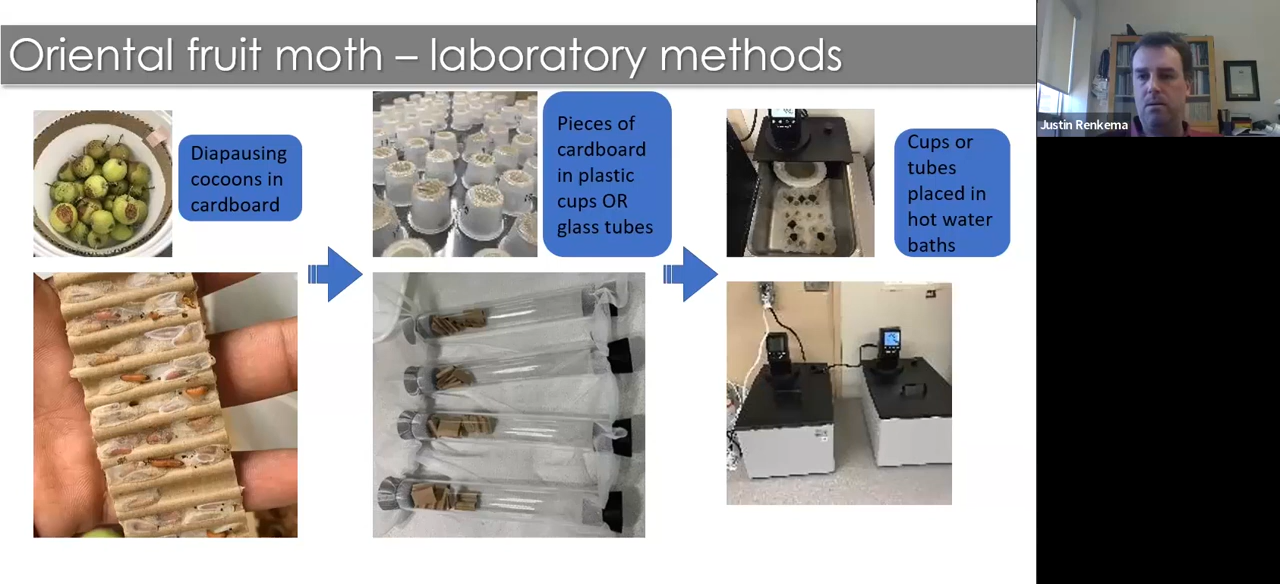 Oriental fruit moth – laboratory methods
Diapausing
cocoons in
cardboard
Pieces of
cardboard
in plastic
cups OR
glass tubes
Cups or
tubes
placed in
hot water
baths
Justin Renkema